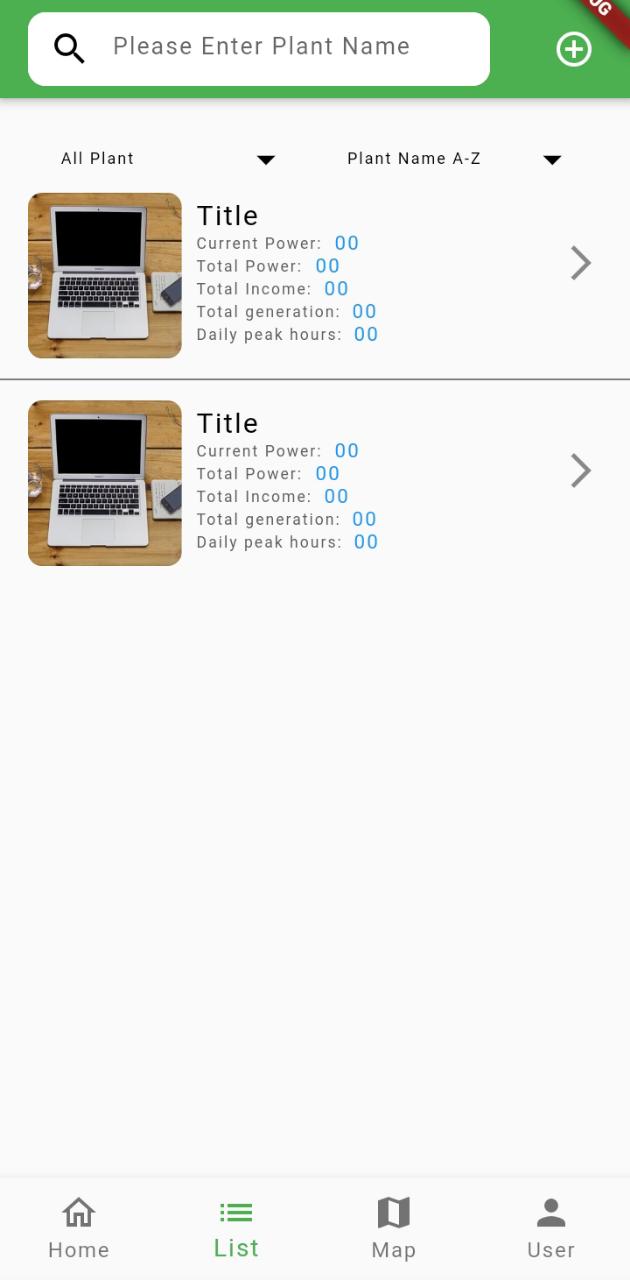 UG
Please Enter Plant Name
All Plant Plant Name A-Z
Title
Current Power: 00
Total Power: 00
Total Income: 00
Total generation: 00
Daily peak hours: 00
Title
Current Power: 00
Total Power: 00
Total Income: 00
Total generation: 00
Daily peak hours: 00
Home List Map User